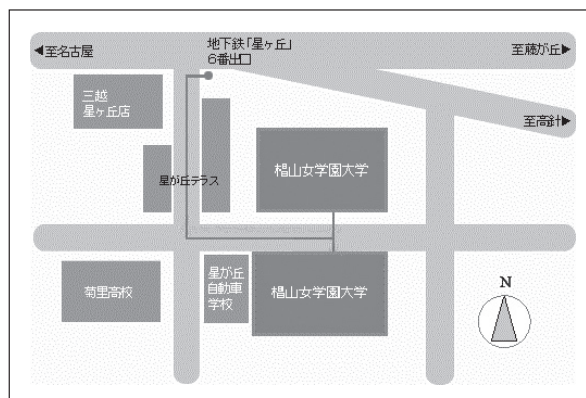 ◀至名古屋
地下鉄「星ヶ丘」
6番出口
至藤が丘▶
三越
星ヶ丘店
至高針▶
星が丘テラス
椙山女学園大学
菊里高校
星が丘
自動車
学校
椙山女学園大学
N